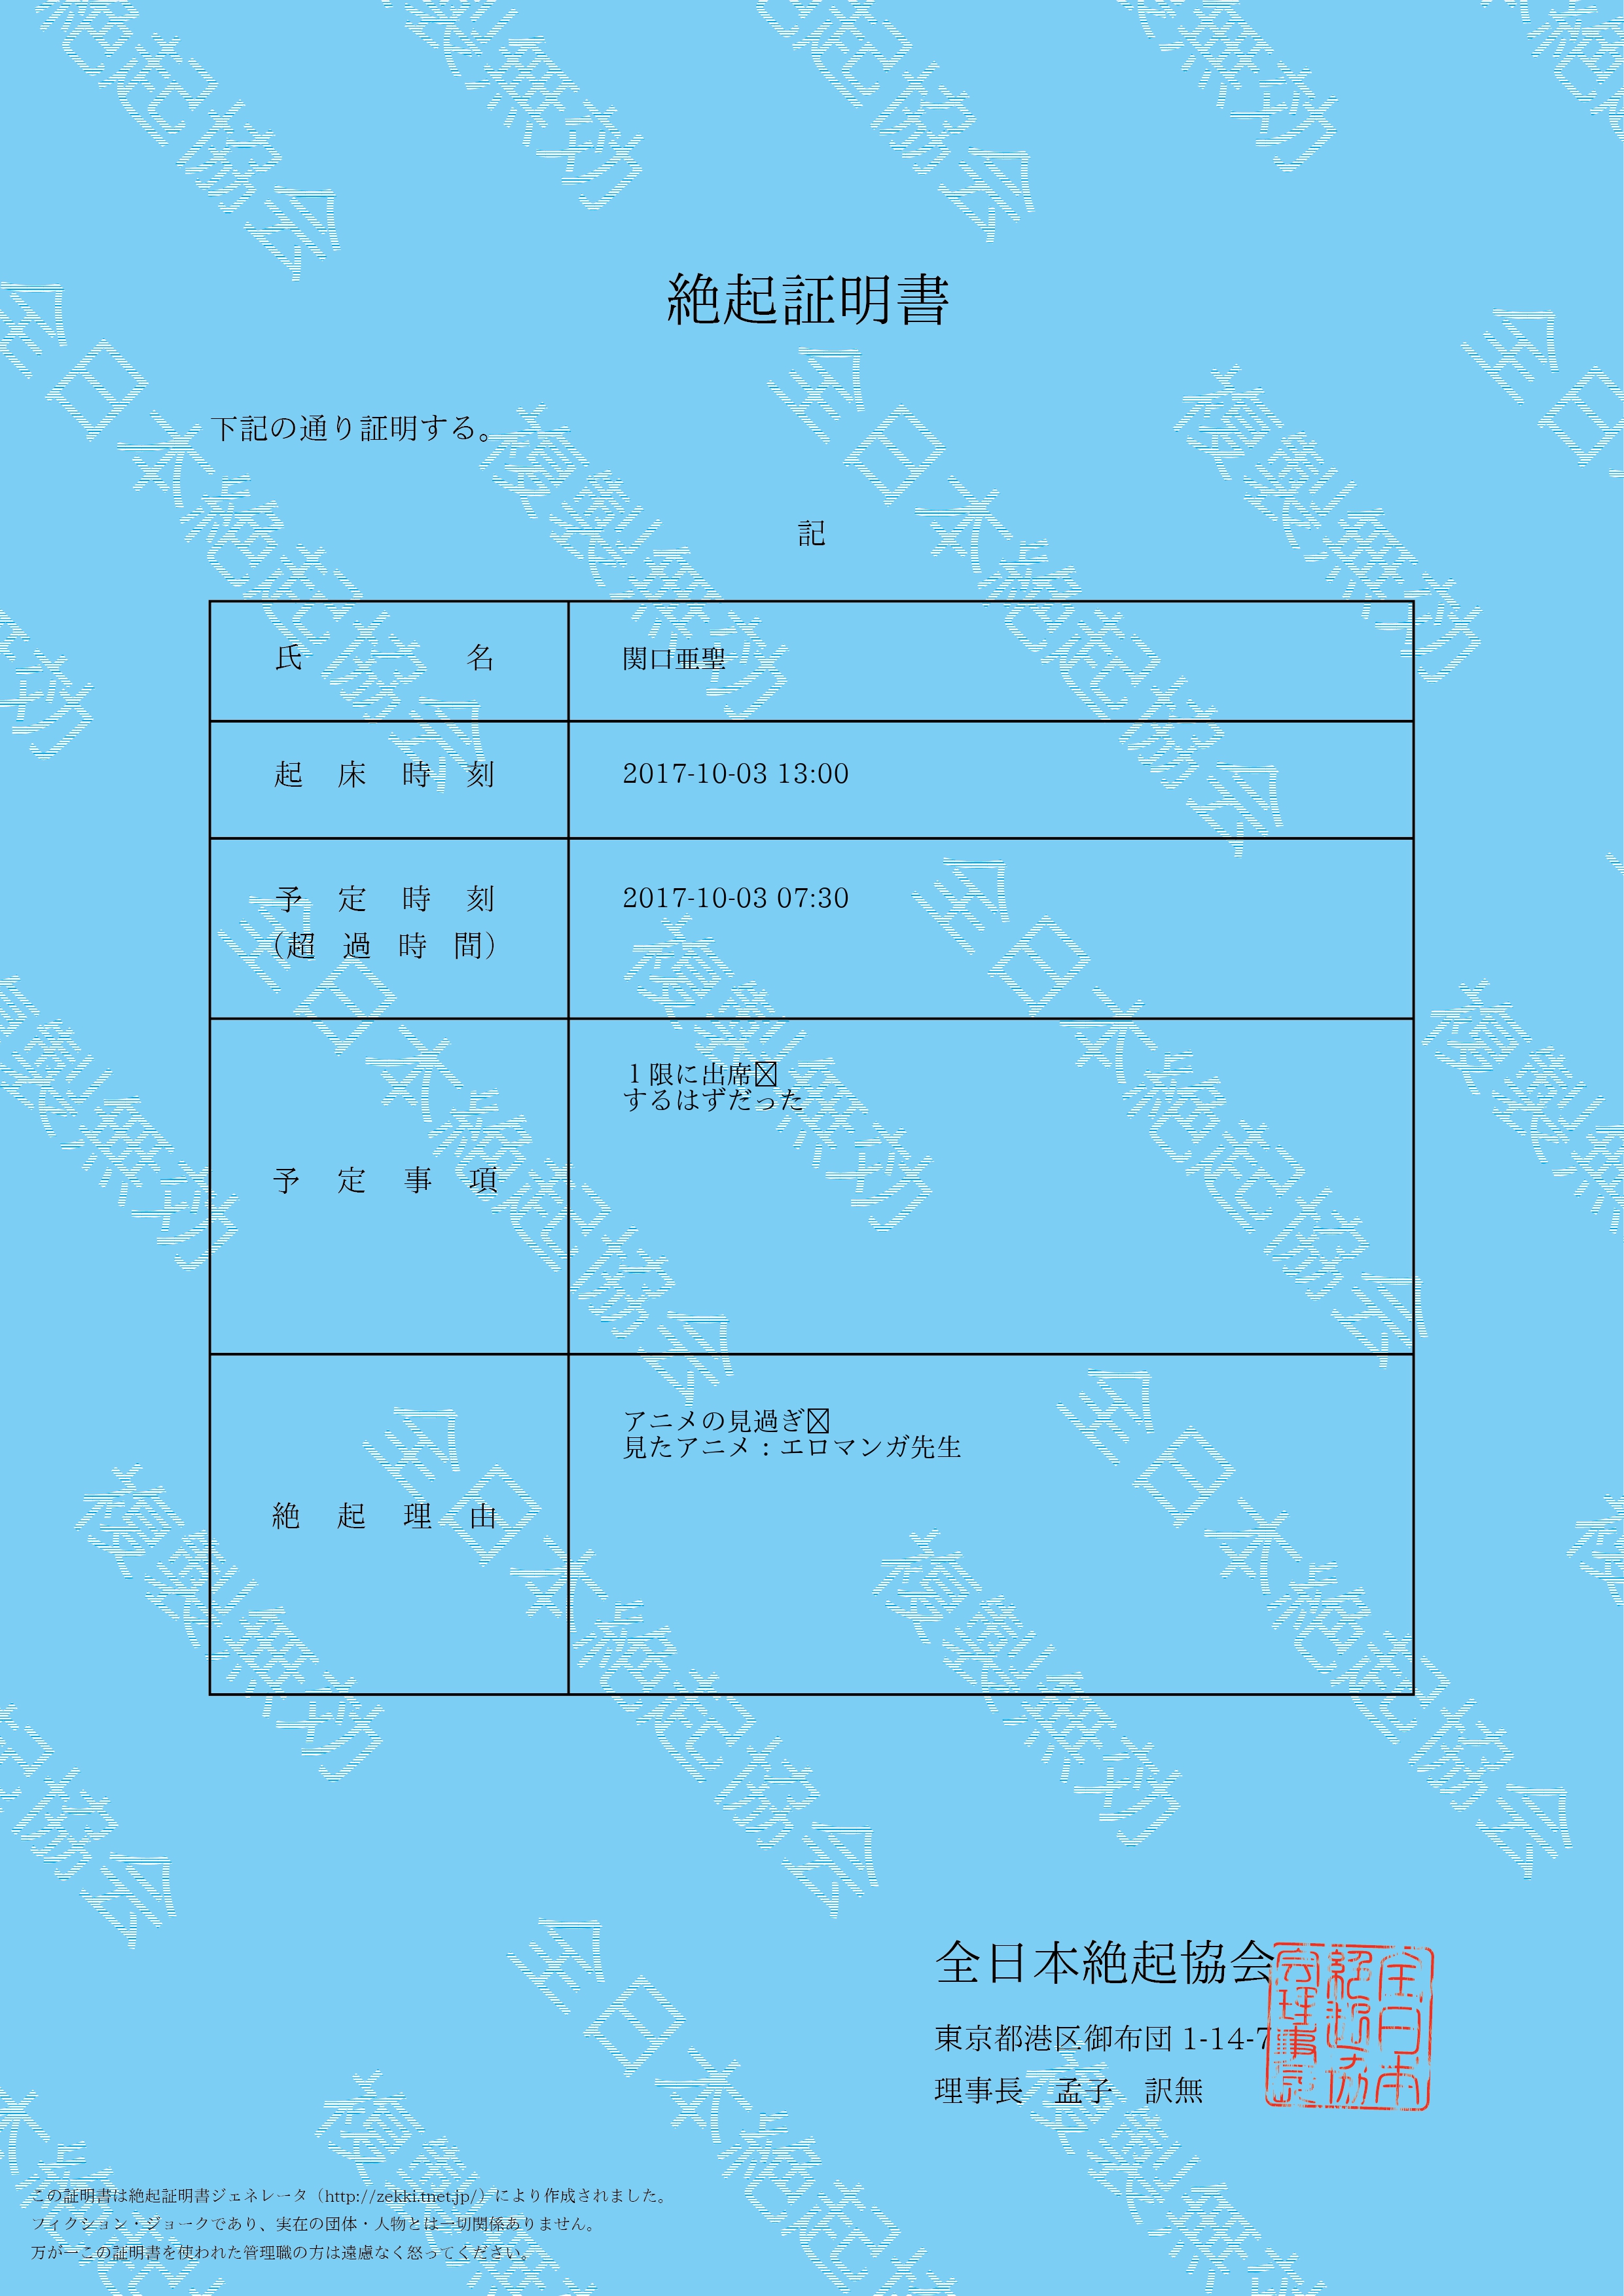 絶起証明書
下記の通り証明する。
記
氏名 関口亜聖
起床時刻 2017-10-03 13:00
予定時刻 2017-10-03 07:30
(超過時間)
１限に出席
するはずだった
予定事項
アニメの見過ぎ
見たアニメ：エロマンガ先生
絶起理由
全日本絶起協会
東京都港区御布団 1-14-7
理事長　孟子　訳無
全日本絶起協会理事長
この証明書は絶起証明書ジェネレータ（http://zekki.tnet.jp/）により作成されました。
フィクション・ジョークであり、実在の団体・人物とは一切関係ありません。
万が一この証明書を使われた管理職の方は遠慮なく怒ってください。
全日本絶起協会
複製無効